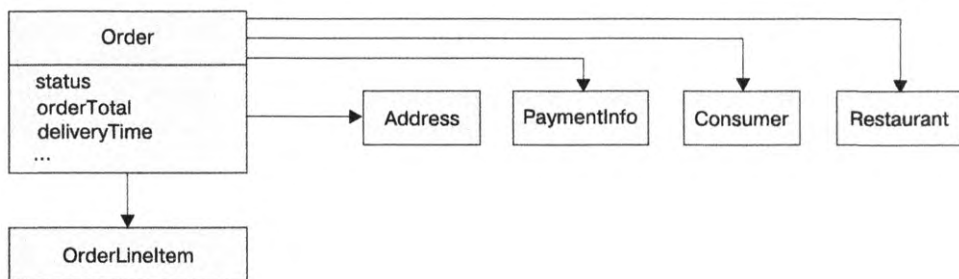 Order
status
orderTotal
deliveryTime
...
Address
PaymentInfo
Consumer
Restaurant
OrderLineItem